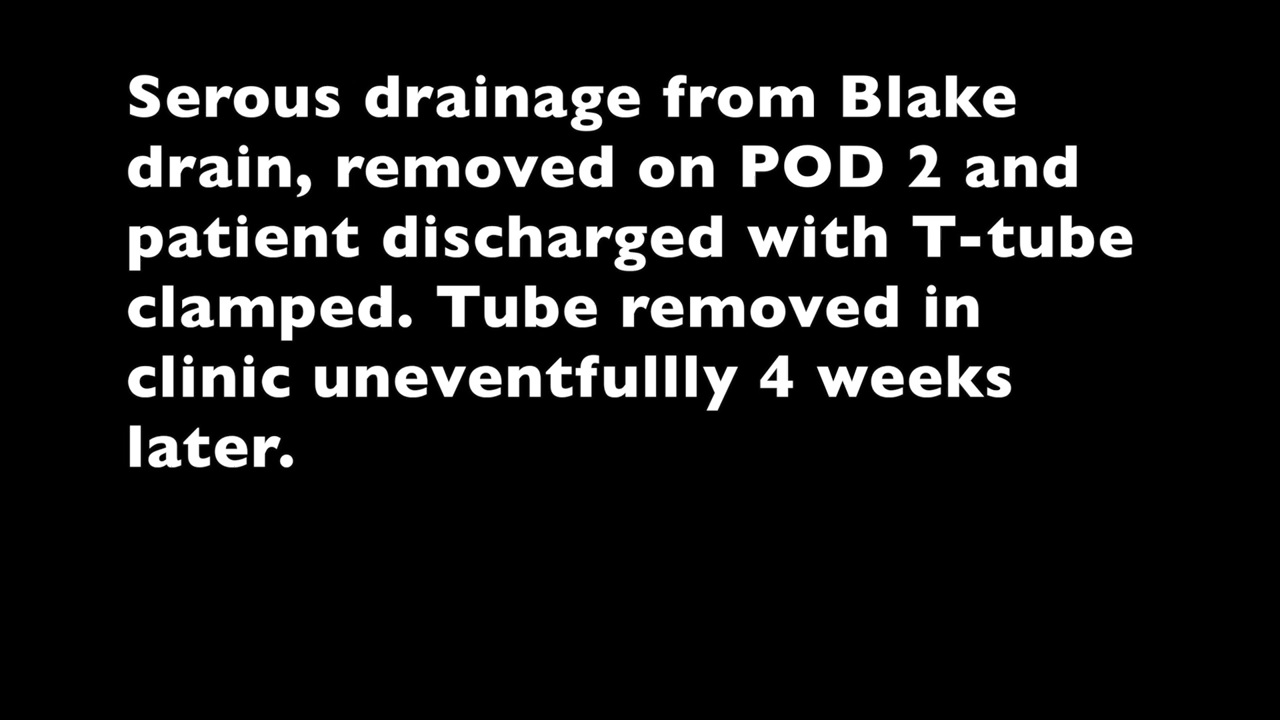 Serous drainage from Blake
drain, removed on POD 2 and
patient discharged with T-tube
clamped. Tube removed in
clinic uneventfullly 4 weeks
later.